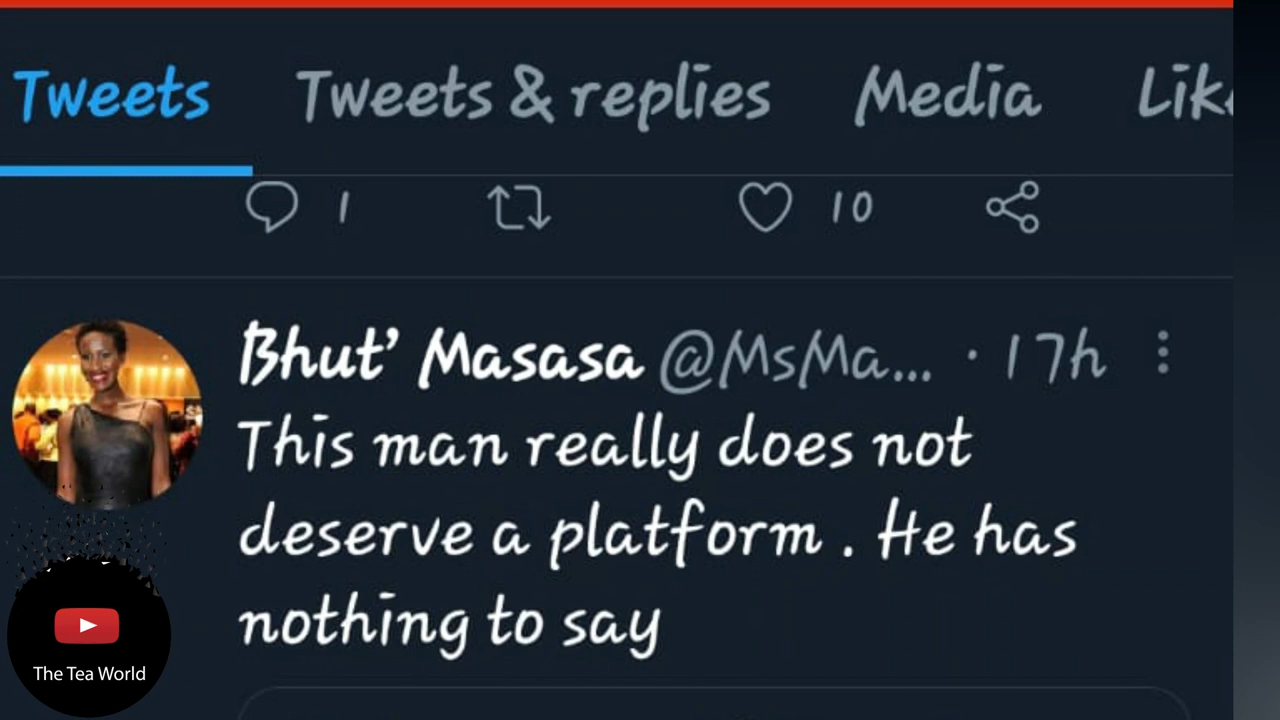 Tweets Tweets & replies Media Lik
1 10
Bhut' Masasa @MsMa... · 17h
This man really does not
deserve a platform . He has
nothing to say
The Tea World